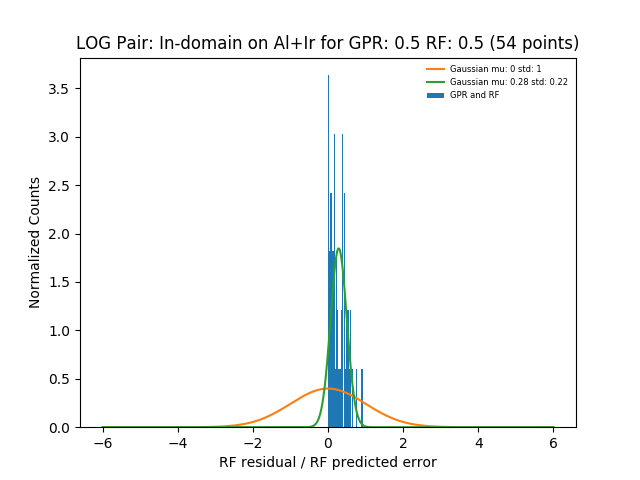 LOG Pair: In-domain on Al+Ir for GPR: 0.5 RF: 0.5 (54 points)
Gaussian mu: 0 std: 1
Gaussian mu: 0.28 std: 0.22
GPR and RF
3.5
3.0
2.5
2.0
1.5
1.0
0.5
0.0
Normalized Counts
−6 −4 −2 0 2 4 6
RF residual / RF predicted error